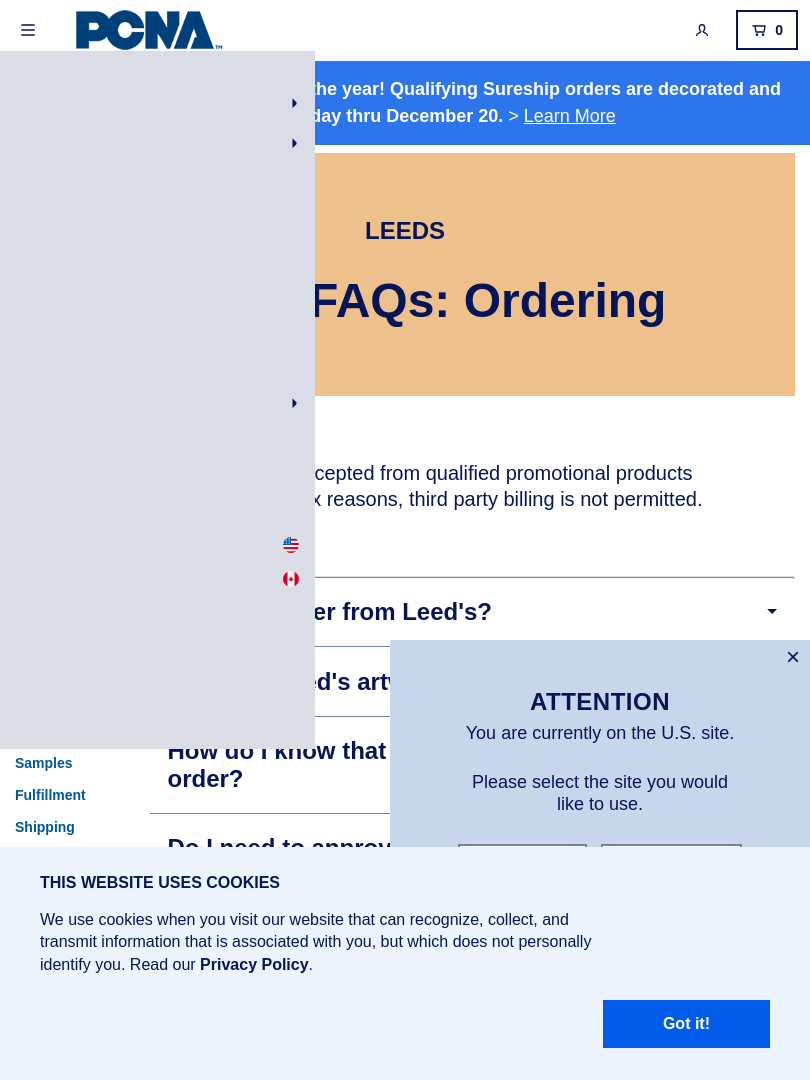 PCNA™
0
the year! Qualifying Sureship orders are decorated and
day thru December 20. > Learn More
LEEDS
FAQs: Ordering
cepted from qualified promotional products
x reasons, third party billing is not permitted.
er from Leed's?
ed's
How do I know that
order?
Do I need to
Samples
Fulfillment
Shipping
×
ATTENTION
You are currently on the U.S. site.
Please select the site you would
like to use.
THIS WEBSITE USES COOKIES
We use cookies when you visit our website that can recognize, collect, and
transmit information that is associated with you, but which does not personally
identify you. Read our Privacy Policy.
Got it!